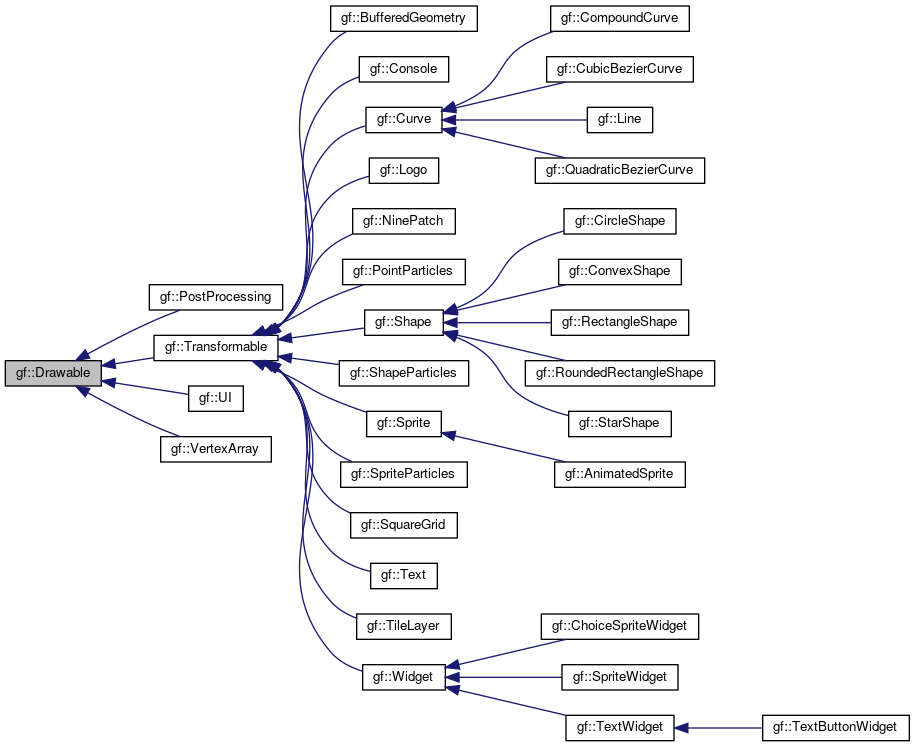 gf::BufferedGeometry
gf::CompoundCurve
gf::Console
gf::CubicBezierCurve
gf::Curve
gf::Line
gf::Logo
gf::QuadraticBezierCurve
gf::NinePatch
gf::CircleShape
gf::PointParticles
gf::ConvexShape
gf::PostProcessing
gf::Shape
gf::RectangleShape
gf::Transformable
gf::Drawable
gf::ShapeParticles
gf::RoundedRectangleShape
gf::UI
gf::Sprite
gf::StarShape
gf::VertexArray
gf::SpriteParticles
gf::AnimatedSprite
gf::SquareGrid
gf::Text
gf::TileLayer
gf::ChoiceSpriteWidget
gf::Widget
gf::SpriteWidget
gf::TextWidget
gf::TextButtonWidget